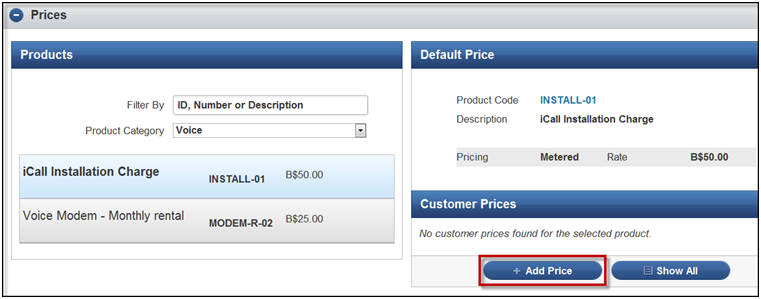 Prices
Products
Filter By ID, Number or Description
Product Category Voice
iCall Installation Charge INSTALL-01 B$50.00
Voice Modem - Monthly rental MODEM-R-02 B$25.00
Default Price
Product Code INSTALL-01
Description iCall Installation Charge
Pricing Metered Rate B$50.00
Customer Prices
No customer prices found for the selected product.
Add Price Show All